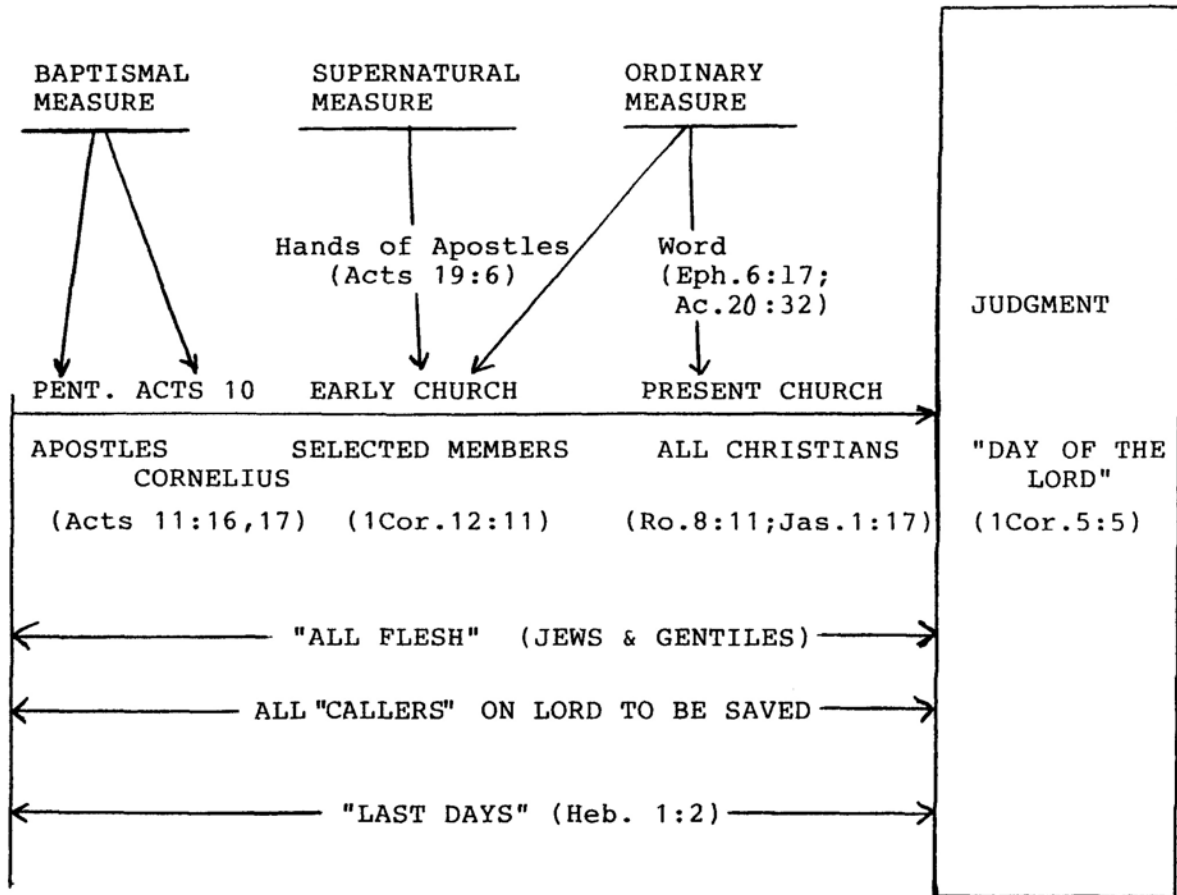 BAPTISMAL MEASURE
SUPERNATURAL MEASURE
ORDINARY MEASURE
Hands of Apostles
(Acts 19:6)
Word
(Eph.6:17;
Ac.20:32)
JUDGMENT
PENT. ACTS 10 EARLY CHURCH PRESENT CHURCH
APOSTLES SELECTED MEMBERS ALL CHRISTIANS "DAY OF THE
CORNELIUS LORD"
(Acts 11:16,17) (1Cor.12:11) (Ro.8:11;Jas.1:17) (1Cor.5:5)
"ALL FLESH" (JEWS & GENTILES)
ALL "CALLERS" ON LORD TO BE SAVED
"LAST DAYS" (Heb. 1:2)